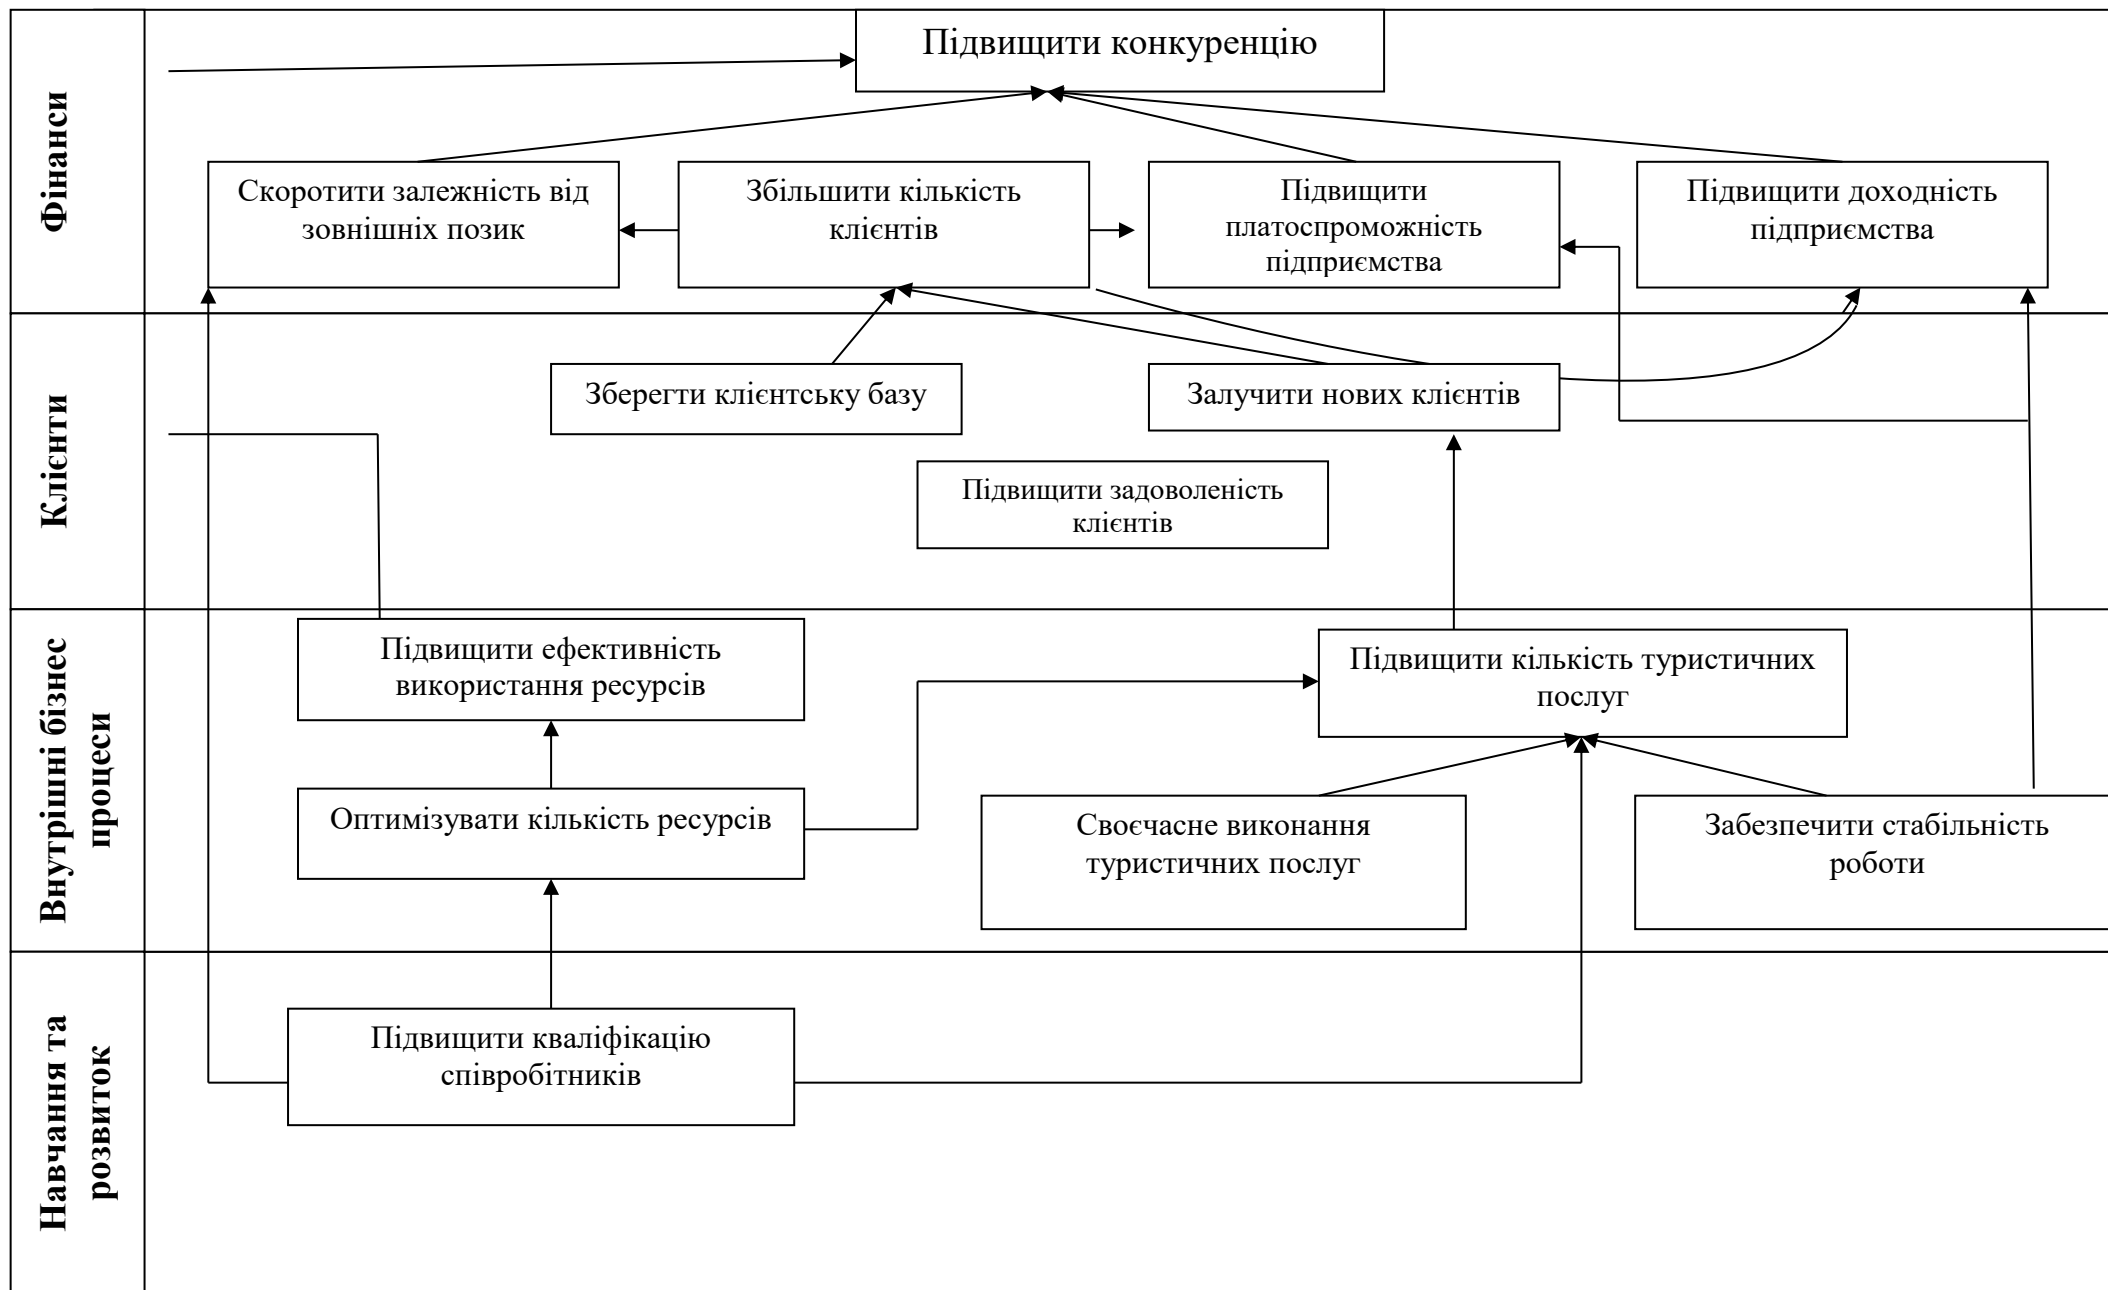 Фінанси
Підвищити конкуренцію
Скоротити залежність від
зовнішніх позик
Збільшити кількість
клієнтів
Підвищити
платоспроможність
підприємства
Підвищити доходність
підприємства
Клієнти
Зберегти клієнтську базу
Залучити нових клієнтів
Підвищити задоволеність
клієнтів
Внутрішні бізнес
процеси
Підвищити ефективність
використання ресурсів
Підвищити кількість туристичних
послуг
Оптимізувати кількість ресурсів
Своєчасне виконання
туристичних послуг
Забезпечити стабільність
роботи
Навчання та
розвиток
Підвищити кваліфікацію
співробітників